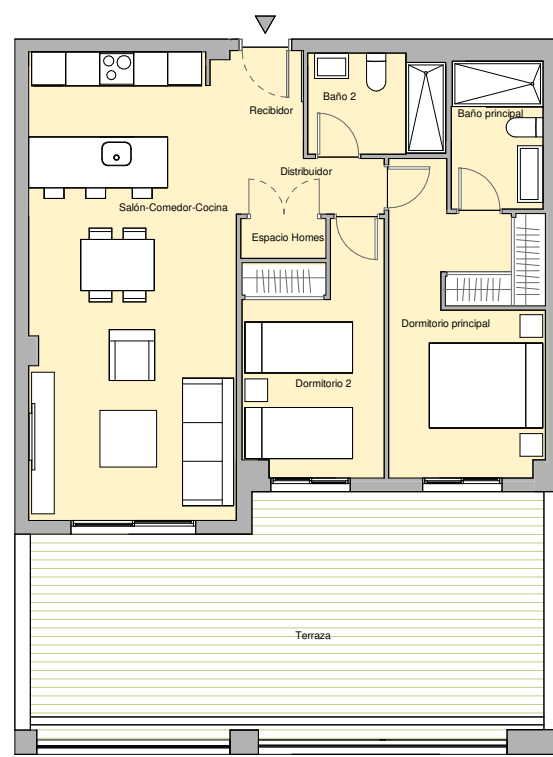 Baño 2
Recibidor
Baño principal
Distribuidor
Salón-Comedor-Cocina
Espacio Homes
Dormitorio principal
Dormitorio 2
Terraza